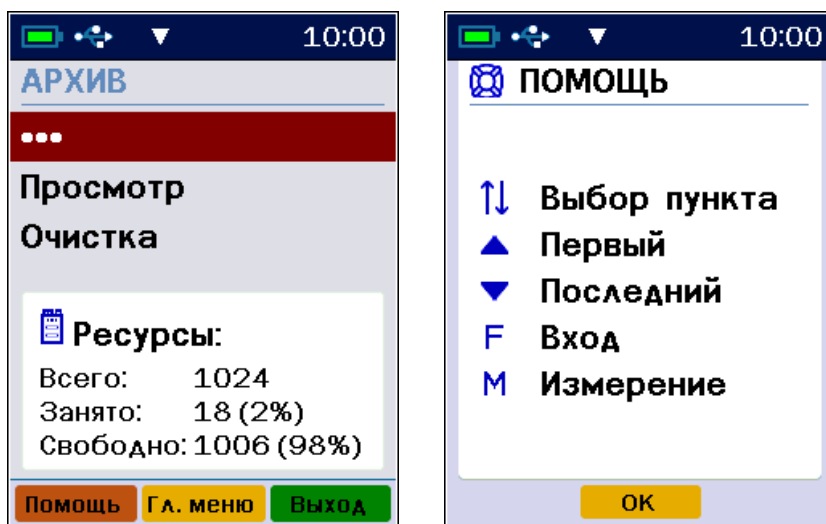 10:00
АРХИВ
•••
Просмотр
Очистка
Ресурсы:
Всего: 1024
Занято: 18 (2%)
Свободно: 1006 (98%)
Помощь Гл. меню Выход
10:00
ПОМОЩЬ
↑↓ Выбор пункта
▲ Первый
▼ Последний
F Вход
M Измерение
OK